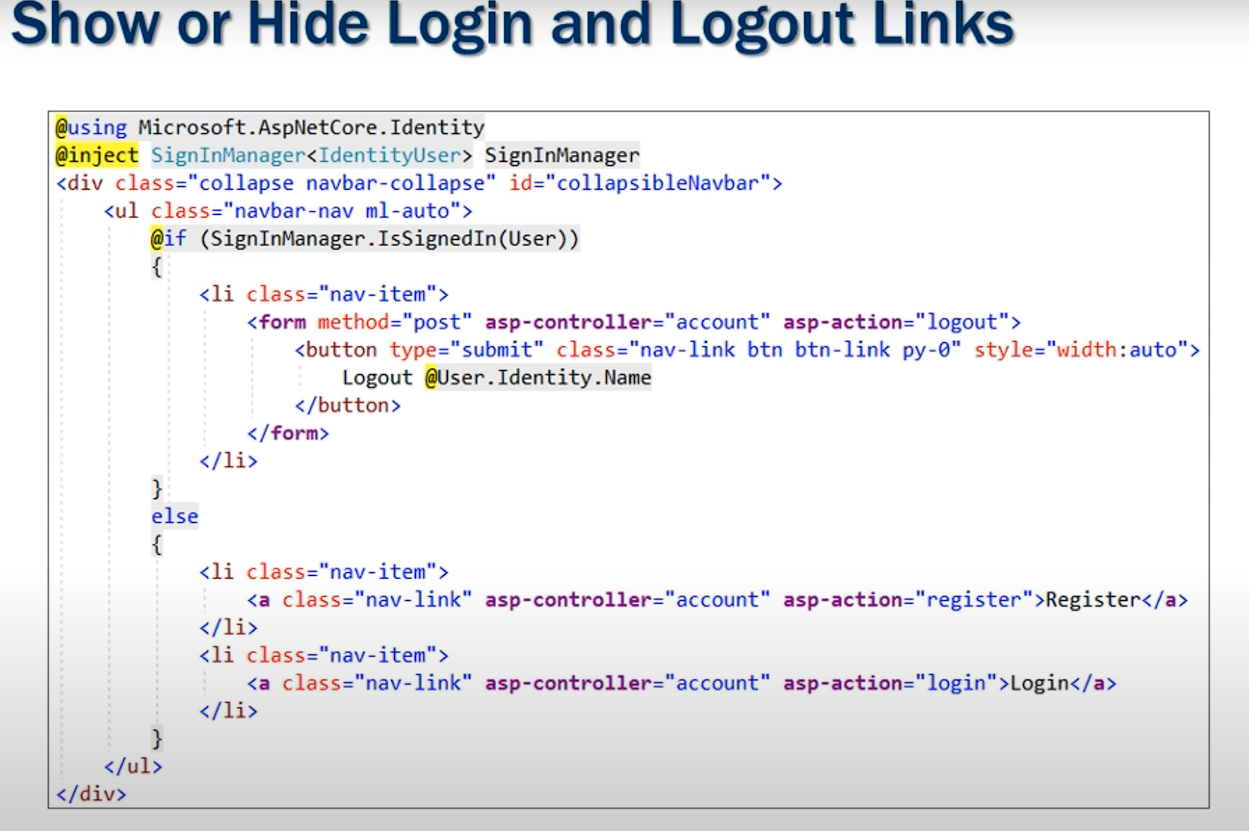 Show or Hide Login and Logout Links
@using Microsoft.AspNetCore.Identity
@inject SignInManager<IdentityUser> SignInManager
<div class="collapse navbar-collapse" id="collapsibleNavbar">
<ul class="navbar-nav ml-auto">
@if (SignInManager.IsSignedIn(User))
{
<li class="nav-item">
<form method="post" asp-controller="account" asp-action="logout">
<button type="submit" class="nav-link btn btn-link py-0" style="width:auto">
Logout @User.Identity.Name
</button>
</form>
</li>
}
else
{
<li class="nav-item">
<a class="nav-link" asp-controller="account" asp-action="register">Register</a>
</li>
<li class="nav-item">
<a class="nav-link" asp-controller="account" asp-action="login">Login</a>
</li>
}
</ul>
</div>